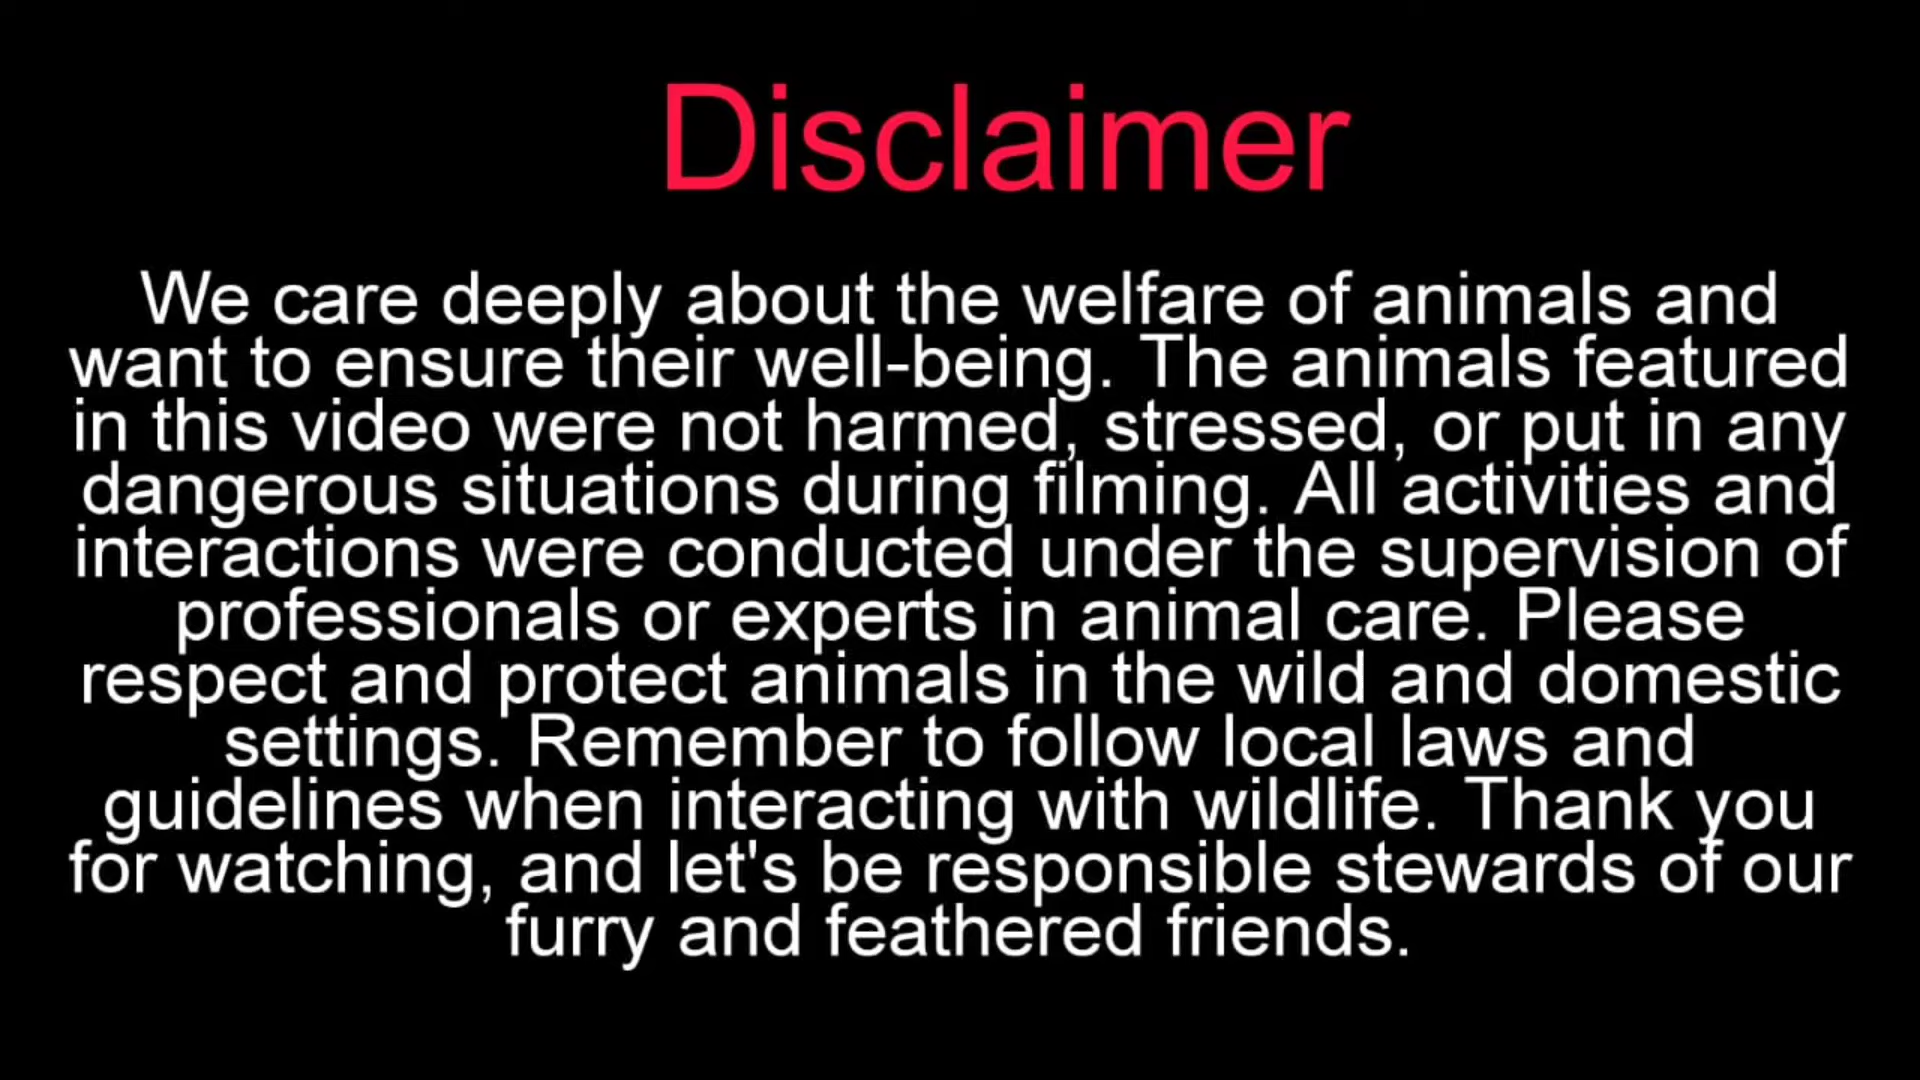 Disclaimer
We care deeply about the welfare of animals and
want to ensure their well-being. The animals featured
in this video were not harmed, stressed, or put in any
dangerous situations during filming. All activities and
interactions were conducted under the supervision of
professionals or experts in animal care. Please
respect and protect animals in the wild and domestic
settings. Remember to follow local laws and
guidelines when interacting with wildlife. Thank you
for watching, and let's be responsible stewards of our
furry and feathered friends.